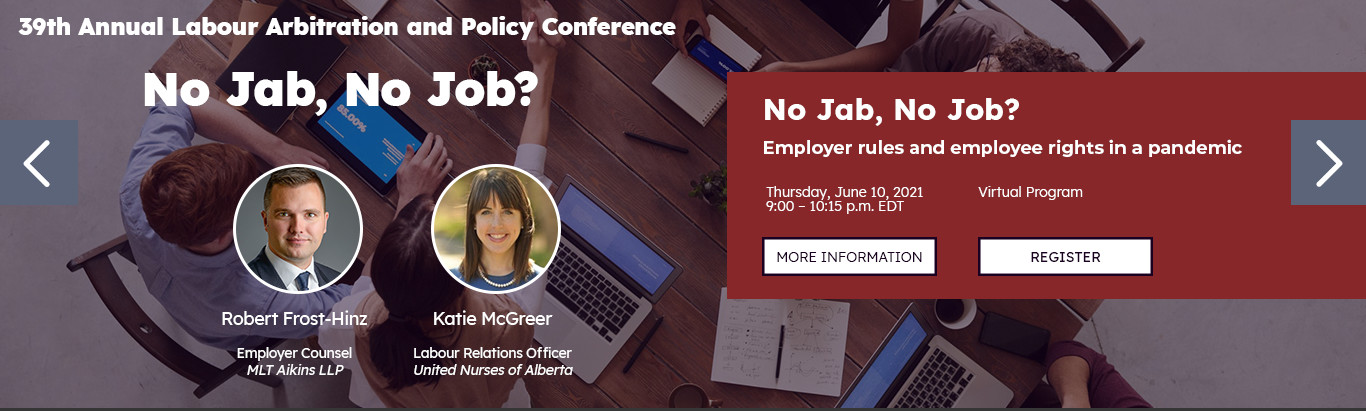 39th Annual Labour Arbitration and Policy Conference
No Jab, No Job?
85.00%
Robert Frost-Hinz
Employer Counsel
MLT Aikins LLP
Katie McGreer
Labour Relations Officer
United Nurses of Alberta
No Jab, No Job?
Employer rules and employee rights in a pandemic
Thursday, June 10, 2021
9:00 – 10:15 p.m. EDT
Virtual Program
MORE INFORMATION
REGISTER